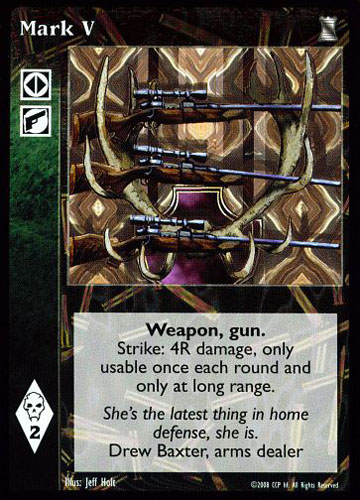 Mark V
Weapon, gun.
Strike: 4R damage, only
usable once each round and
only at long range.
She's the latest thing in home
defense, she is.
Drew Baxter, arms dealer
2
Illus: Jeff Holt
©2008 CCP hf. All Rights Reserved